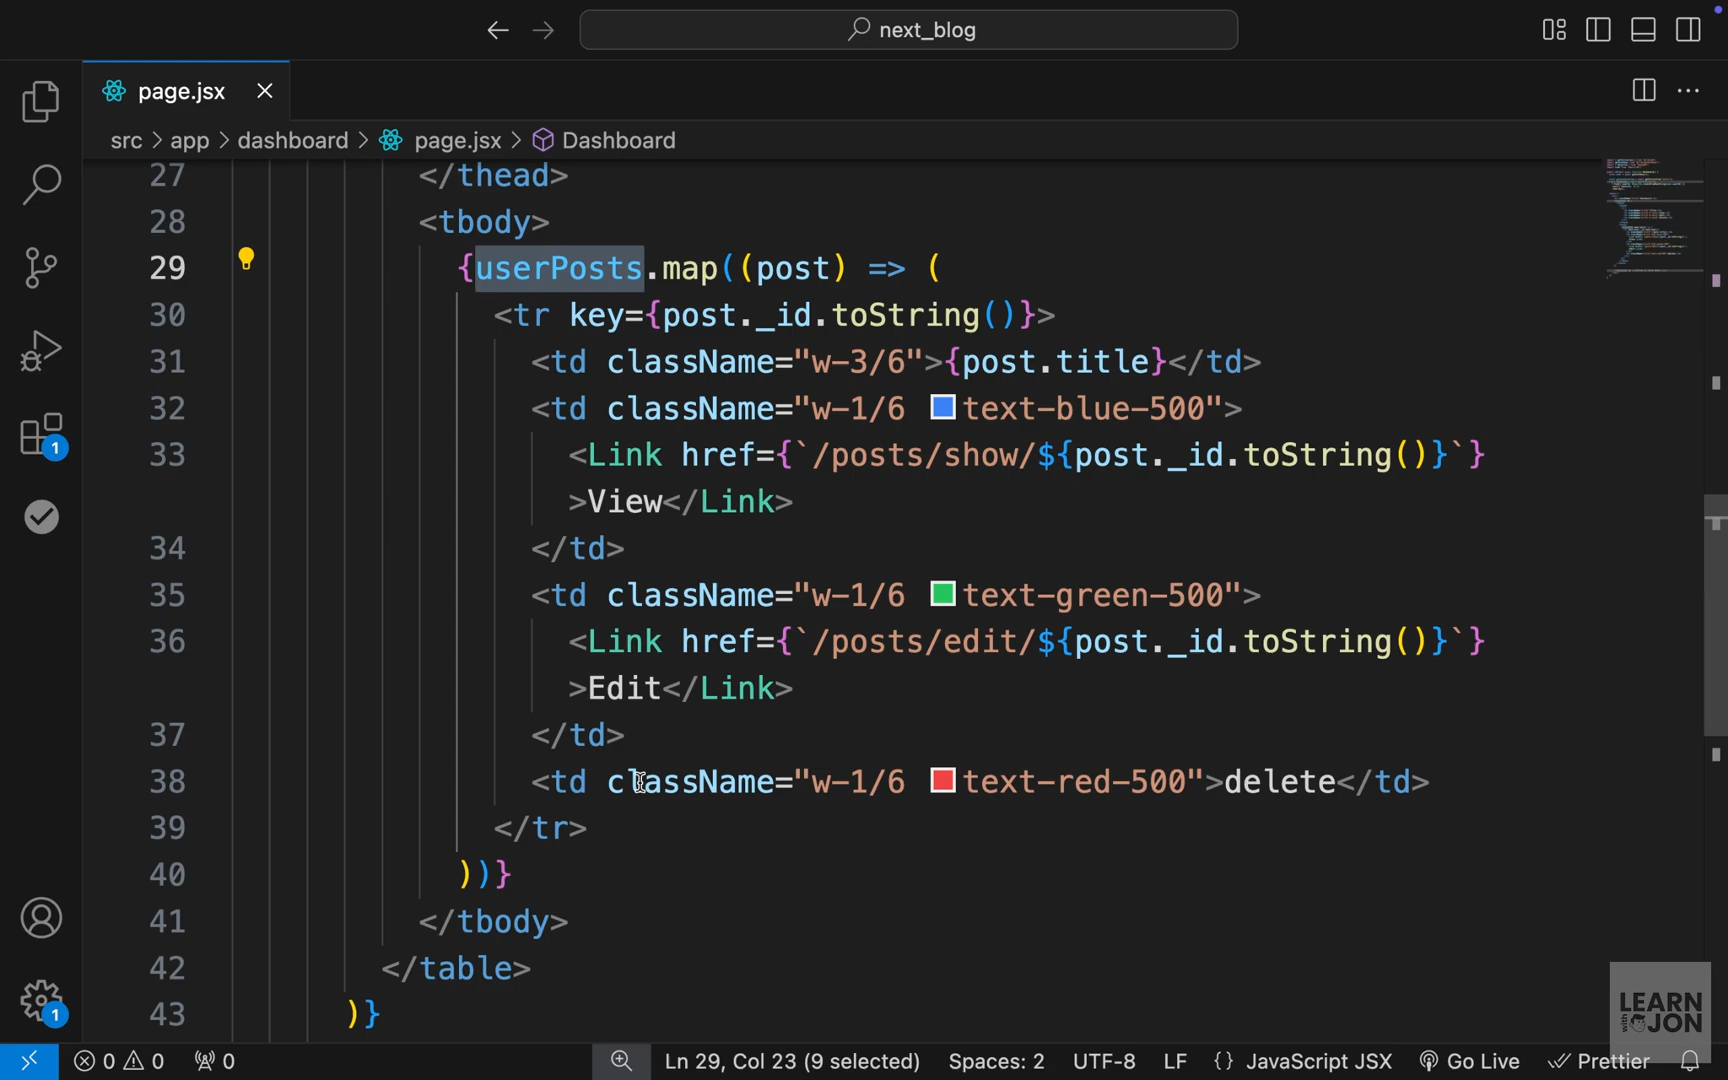 next_blog
page.jsx
src > app > dashboard > page.jsx > Dashboard
27 </thead>
28 <tbody>
29 {userPosts.map((post) => (
30 <tr key={post._id.toString()}>
31 <td className="w-3/6">{post.title}</td>
32 <td className="w-1/6 text-blue-500">
33 <Link href={`/posts/show/${post._id.toString()}`}
>View</Link>
34 </td>
35 <td className="w-1/6 text-green-500">
36 <Link href={`/posts/edit/${post._id.toString()}`}
>Edit</Link>
37 </td>
38 <td className="w-1/6 text-red-500">delete</td>
39 </tr>
40 ))}
41 </tbody>
42 </table>
43 )}
1
1
LEARN
with JON
0 0 0 Ln 29, Col 23 (9 selected) Spaces: 2 UTF-8 LF {} JavaScript JSX Go Live Prettier